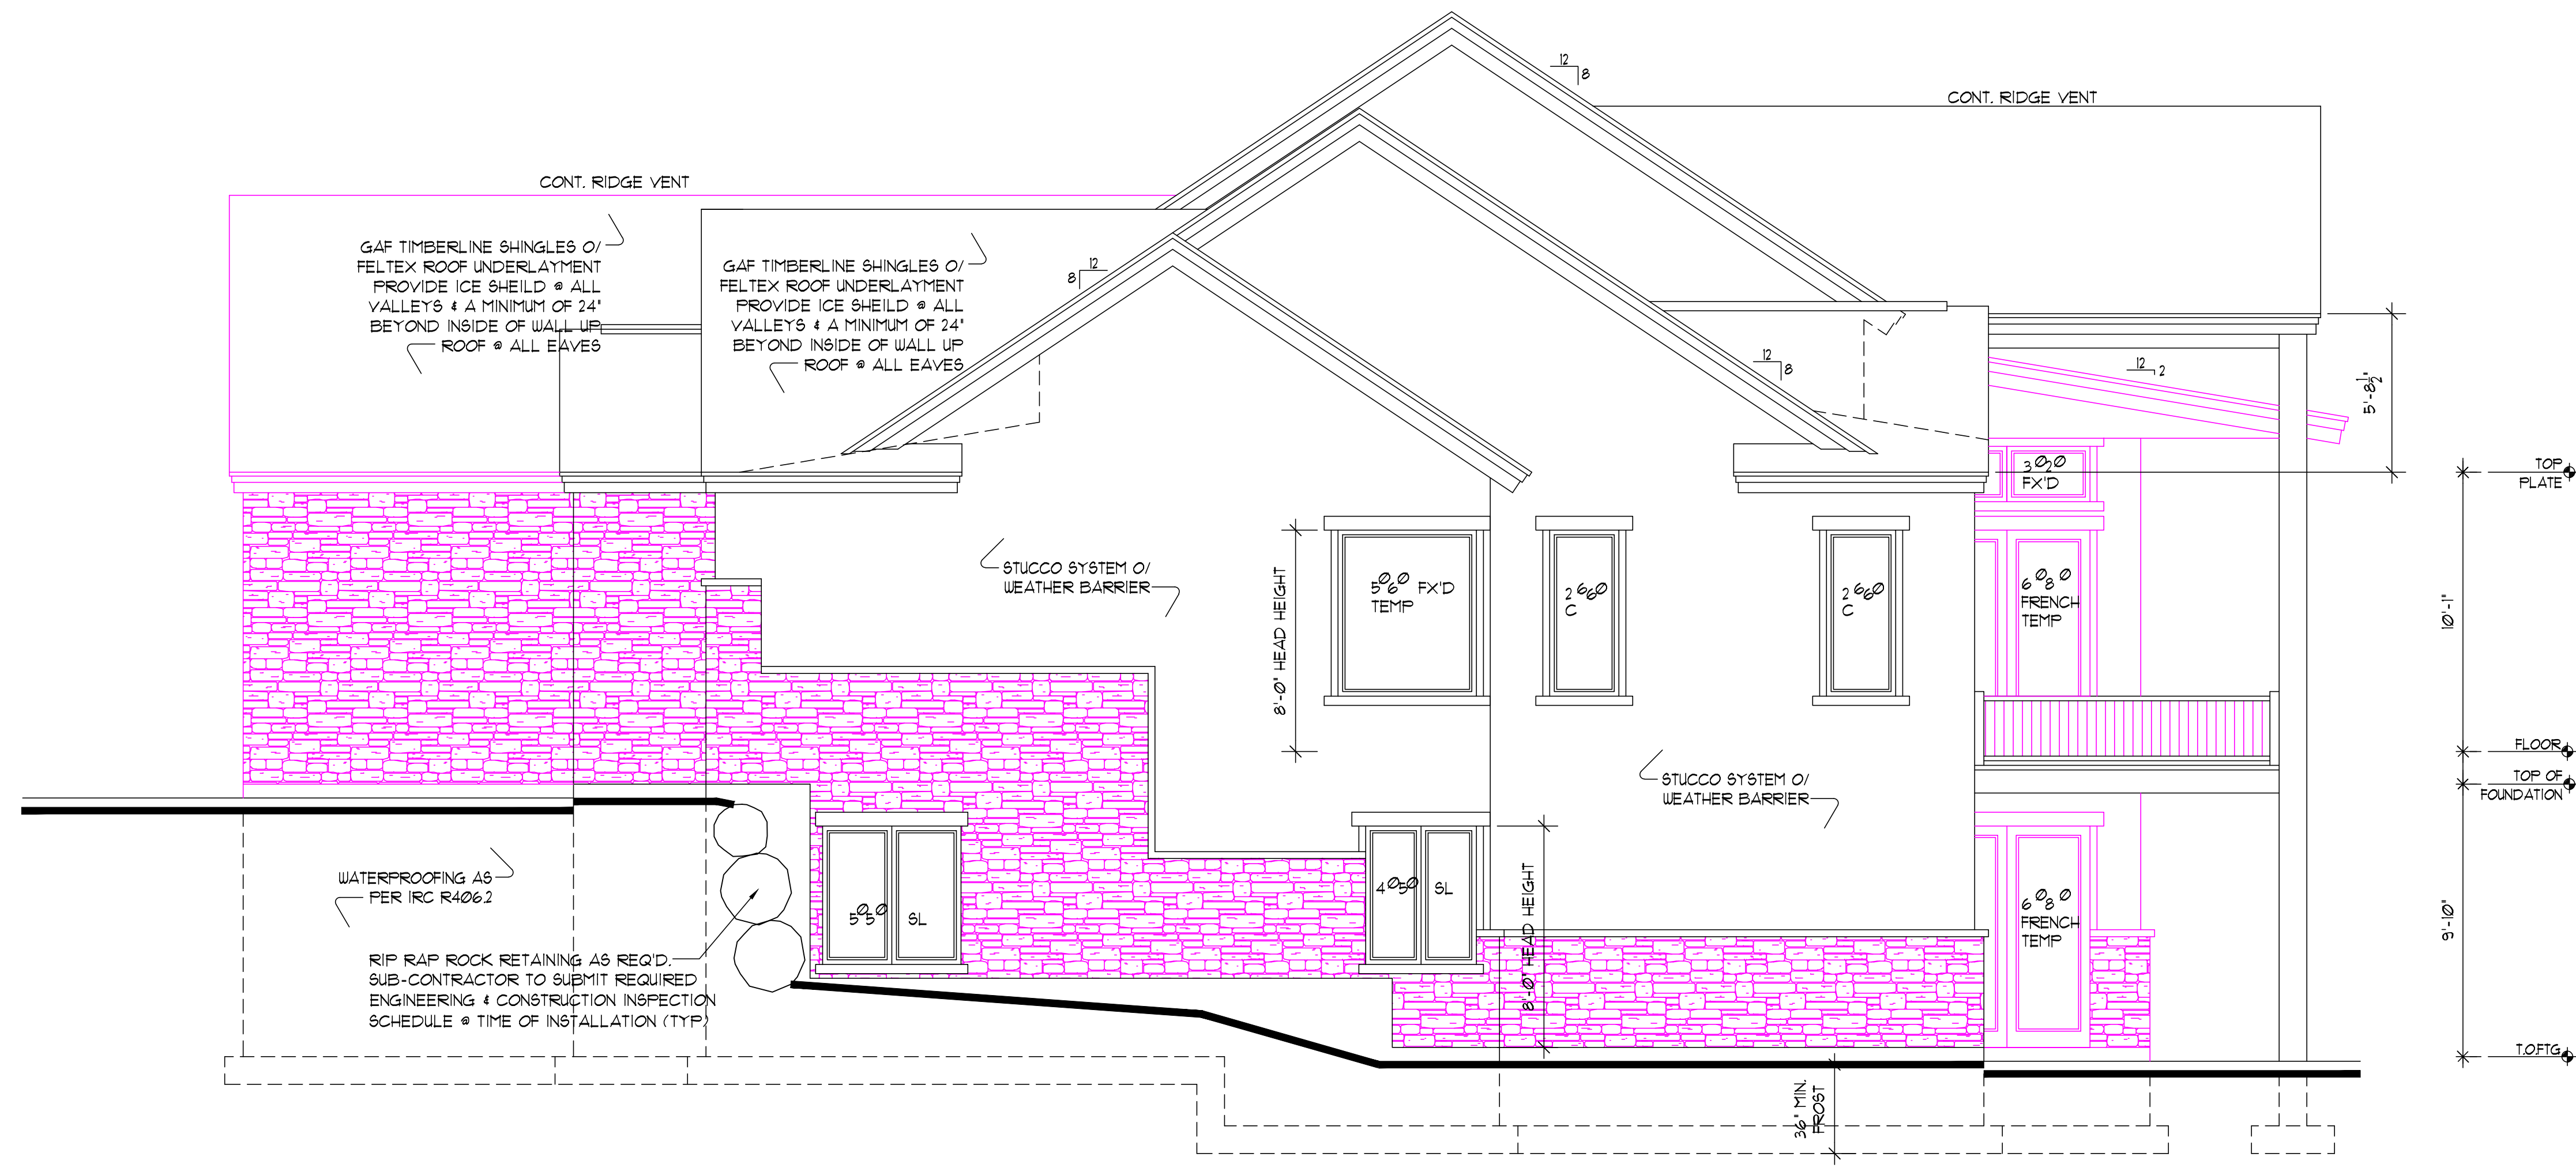 12
8
CONT. RIDGE VENT
CONT. RIDGE VENT
GAF TIMBERLINE SHINGLES O/
FELTEX ROOF UNDERLAYMENT
PROVIDE ICE SHEILD @ ALL
VALLEYS & A MINIMUM OF 24"
BEYOND INSIDE OF WALL UP
ROOF @ ALL EAVES
GAF TIMBERLINE SHINGLES O/
FELTEX ROOF UNDERLAYMENT
PROVIDE ICE SHEILD @ ALL
VALLEYS & A MINIMUM OF 24"
BEYOND INSIDE OF WALL UP
ROOF @ ALL EAVES
12
8
12
8
12
2
5'-8 1/2"
TOP
PLATE
3020
FX'D
STUCCO SYSTEM O/
WEATHER BARRIER
8'-0" HEAD HEIGHT
5060 FX'D
TEMP
2660
C
2660
C
6080
FRENCH
TEMP
10'-1"
FLOOR
TOP OF
FOUNDATION
STUCCO SYSTEM O/
WEATHER BARRIER
WATERPROOFING AS
PER IRC R406.2
5050 SL
4050 SL
8'-0" HEAD HEIGHT
6080
FRENCH
TEMP
9'-10"
RIP RAP ROCK RETAINING AS REQ'D.
SUB-CONTRACTOR TO SUBMIT REQUIRED
ENGINEERING & CONSTRUCTION INSPECTION
SCHEDULE @ TIME OF INSTALLATION (TYP.)
T.O.FTG
36" MIN.
FROST